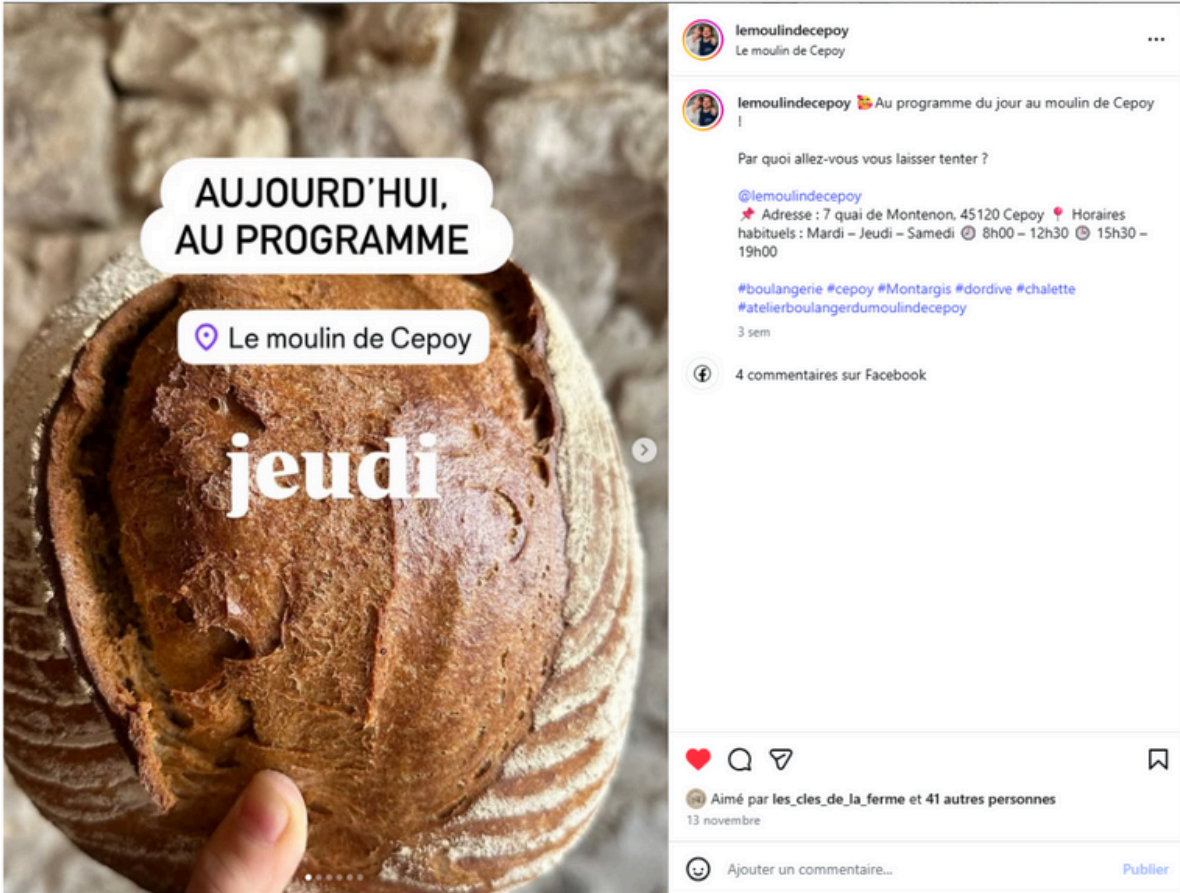 AUJOURD'HUI,
AU PROGRAMME
Le moulin de Cepoy
jeudi
lemoulindecepoy
Le moulin de Cepoy
lemoulindecepoy 🥰Au programme du jour au moulin de Cepoy
!
Par quoi allez-vous vous laisser tenter ?
@lemoulindecepoy
📌 Adresse : 7 quai de Montenon, 45120 Cepoy 📍 Horaires
habituels : Mardi – Jeudi – Samedi 🕗 8h00 – 12h30 🕒 15h30 –
19h00
#boulangerie #cepoy #Montargis #dordive #chalette
#atelierboulangerdumoulindecepoy
3 sem
4 commentaires sur Facebook
Aimé par les_cles_de_la_ferme et 41 autres personnes
13 novembre
Ajouter un commentaire... Publier